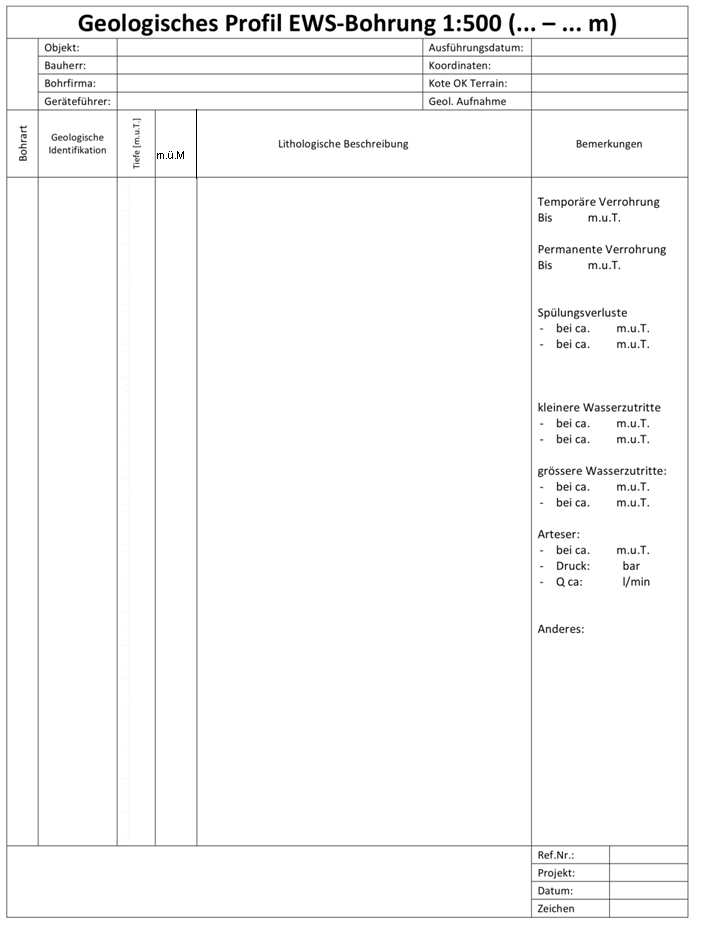 Geologisches Profil EWS-Bohrung 1:500 (... – ... m)
Objekt:
Ausführungsdatum:
Bauherr:
Koordinaten:
Bohrfirma:
Kote OK Terrain:
Geräteführer:
Geol. Aufnahme
Bohrart
Geologische
Identifikation
Tiefe [m.u.T.]
m.ü.M
Lithologische Beschreibung
Bemerkungen
Temporäre Verrohrung
Bis m.u.T.
Permanente Verrohrung
Bis m.u.T.
Spülungsverluste
- bei ca. m.u.T.
- bei ca. m.u.T.
kleinere Wasserzutritte
- bei ca. m.u.T.
- bei ca. m.u.T.
grössere Wasserzutritte:
- bei ca. m.u.T.
- bei ca. m.u.T.
Arteser:
- bei ca. m.u.T.
- Druck: bar
- Q ca: l/min
Anderes:
Ref.Nr.:
Projekt:
Datum:
Zeichen